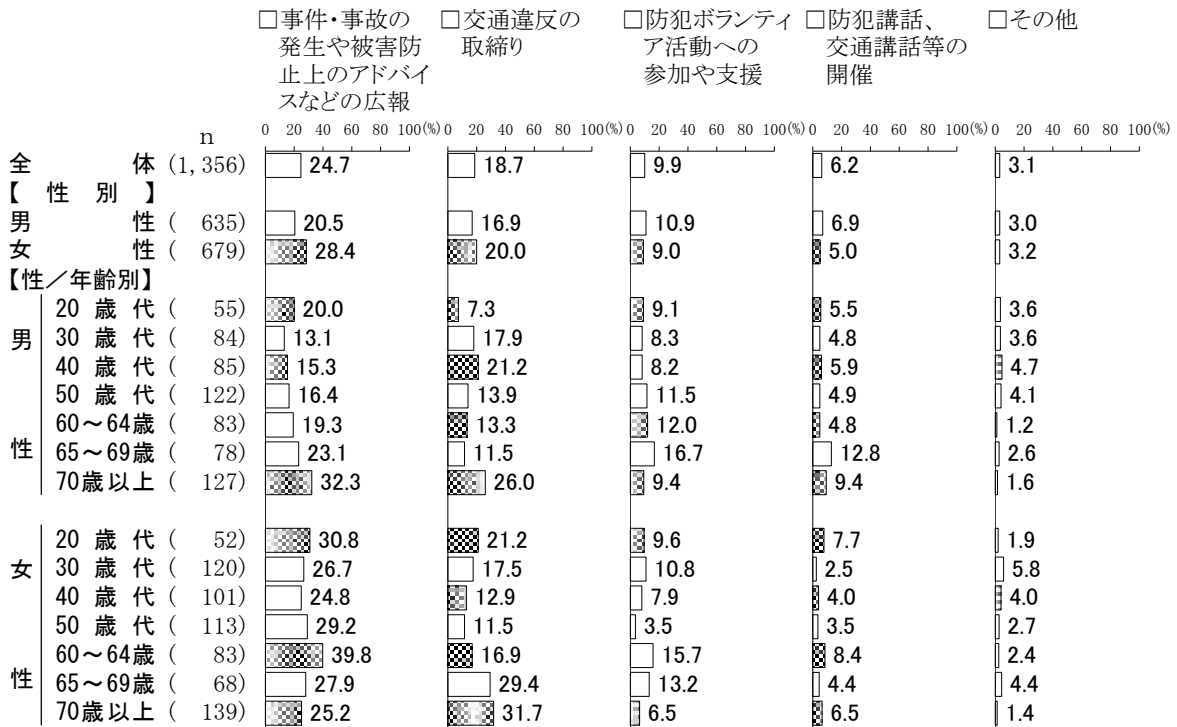 □事件・事故の　□交通違反の　□防犯ボランティ　□防犯講話、　□その他
発生や被害防　取締り　ア活動への　交通講話等の
止上のアドバイ　参加や支援　開催
スなどの広報
n　0 20 40 60 80 100(%)　0 20 40 60 80 100(%)　0 20 40 60 80 100(%)　0 20 40 60 80 100(%)　0 20 40 60 80 100(%)
全体 (1,356)　24.7　18.7　9.9　6.2　3.1
【性別】
男性 (635)　20.5　16.9　10.9　6.9　3.0
女性 (679)　28.4　20.0　9.0　5.0　3.2
【性／年齢別】
男性
20歳代 (55)　20.0　7.3　9.1　5.5　3.6
30歳代 (84)　13.1　17.9　8.3　4.8　3.6
40歳代 (85)　15.3　21.2　8.2　5.9　4.7
50歳代 (122)　16.4　13.9　11.5　4.9　4.1
60～64歳 (83)　19.3　13.3　12.0　4.8　1.2
65～69歳 (78)　23.1　11.5　16.7　12.8　2.6
70歳以上 (127)　32.3　26.0　9.4　9.4　1.6
女性
20歳代 (52)　30.8　21.2　9.6　7.7　1.9
30歳代 (120)　26.7　17.5　10.8　2.5　5.8
40歳代 (101)　24.8　12.9　7.9　4.0　4.0
50歳代 (113)　29.2　11.5　3.5　3.5　2.7
60～64歳 (83)　39.8　16.9　15.7　8.4　2.4
65～69歳 (68)　27.9　29.4　13.2　4.4　4.4
70歳以上 (139)　25.2　31.7　6.5　6.5　1.4